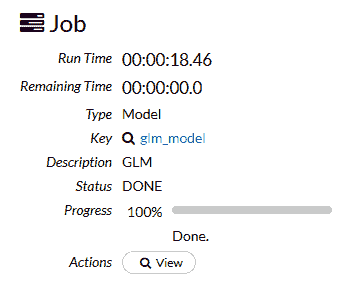 Job
Run Time 00:00:18.46
Remaining Time 00:00:00.0
Type Model
Key glm_model
Description GLM
Status DONE
Progress 100%
Done.
Actions View